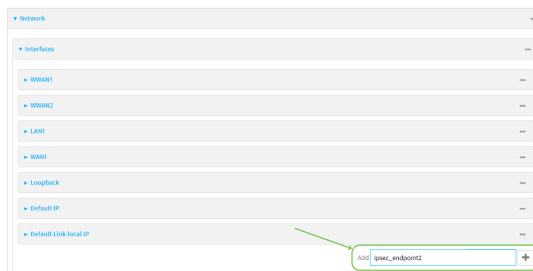 Network
Interfaces
WWAN1
WWAN2
LAN1
WAN1
Loopback
Default IP
Default Link-local IP
Add ipsec_endpoint2